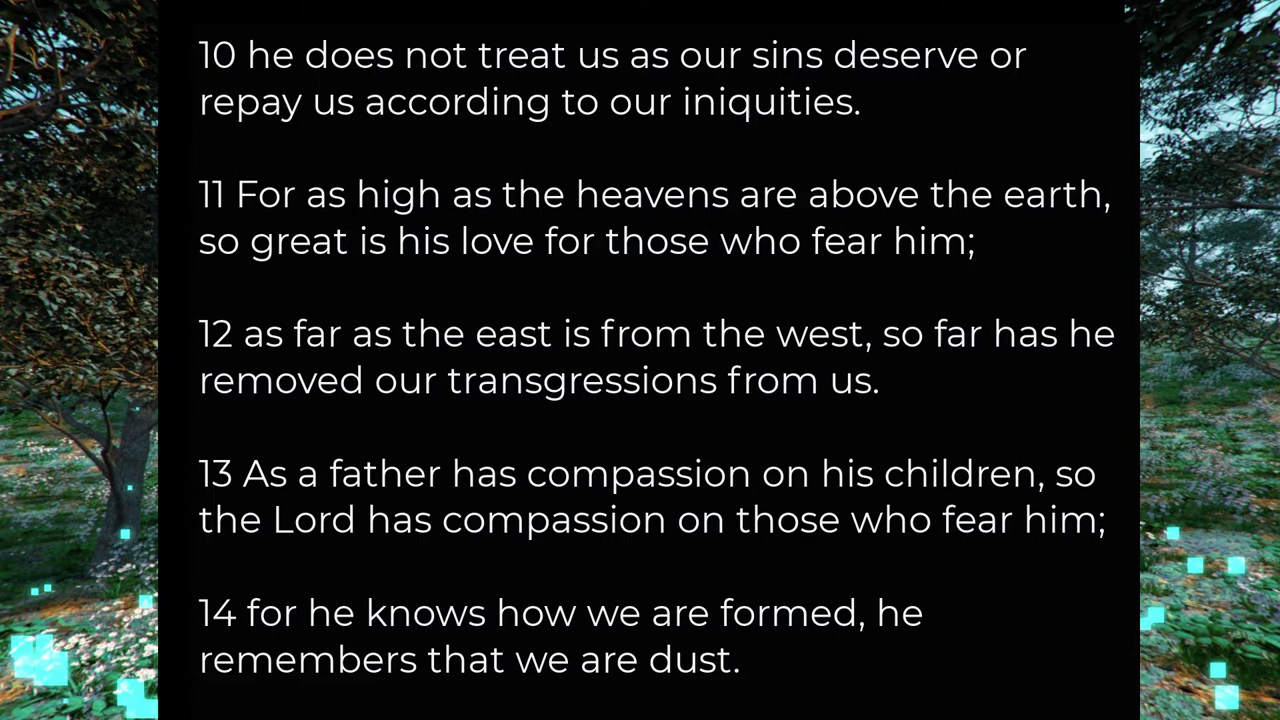 10 he does not treat us as our sins deserve or
repay us according to our iniquities.
11 For as high as the heavens are above the earth,
so great is his love for those who fear him;
12 as far as the east is from the west, so far has he
removed our transgressions from us.
13 As a father has compassion on his children, so
the Lord has compassion on those who fear him;
14 for he knows how we are formed, he
remembers that we are dust.